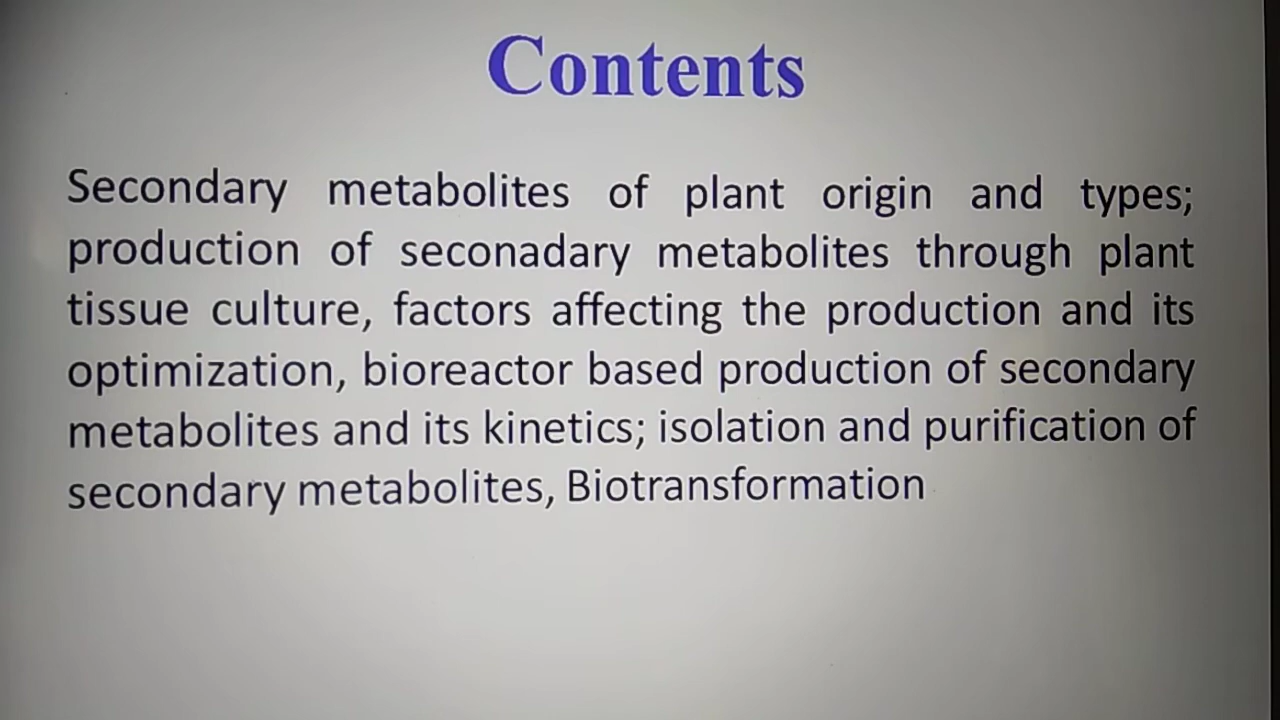 Contents
Secondary metabolites of plant origin and types;
production of seconadary metabolites through plant
tissue culture, factors affecting the production and its
optimization, bioreactor based production of secondary
metabolites and its kinetics; isolation and purification of
secondary metabolites, Biotransformation